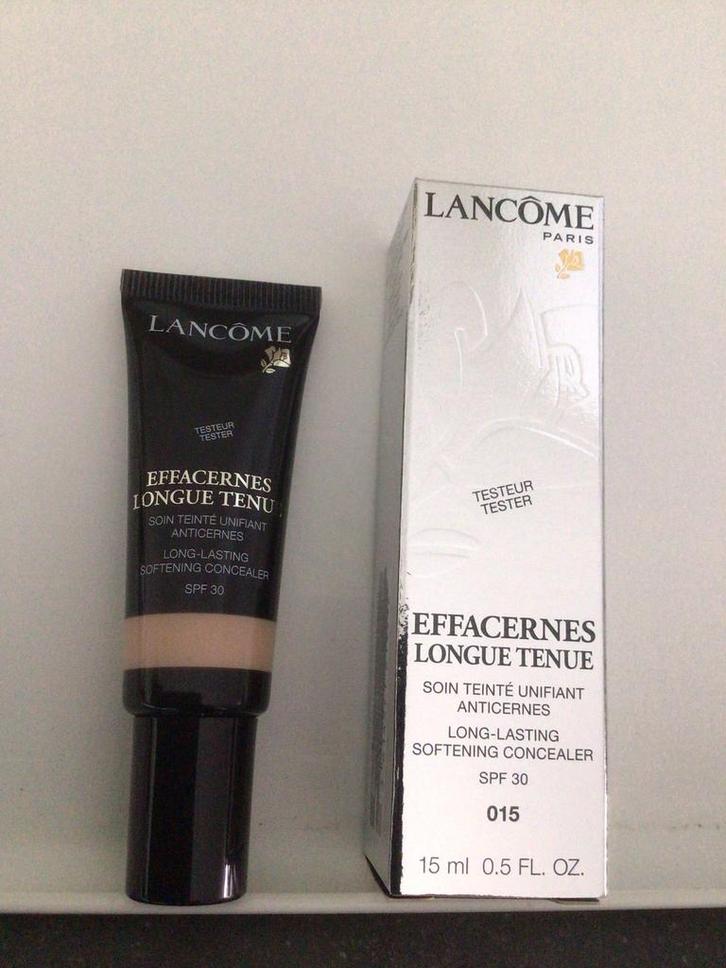 LANCÔME
TESTEUR
TESTER
EFFACERNES
LONGUE TENUE
SOIN TEINTÉ UNIFIANT
ANTICERNES
LONG-LASTING
SOFTENING CONCEALER
SPF 30
LANCÔME
PARIS
TESTEUR
TESTER
EFFACERNES
LONGUE TENUE
SOIN TEINTÉ UNIFIANT
ANTICERNES
LONG-LASTING
SOFTENING CONCEALER
SPF 30
015
15 ml 0.5 FL. OZ.